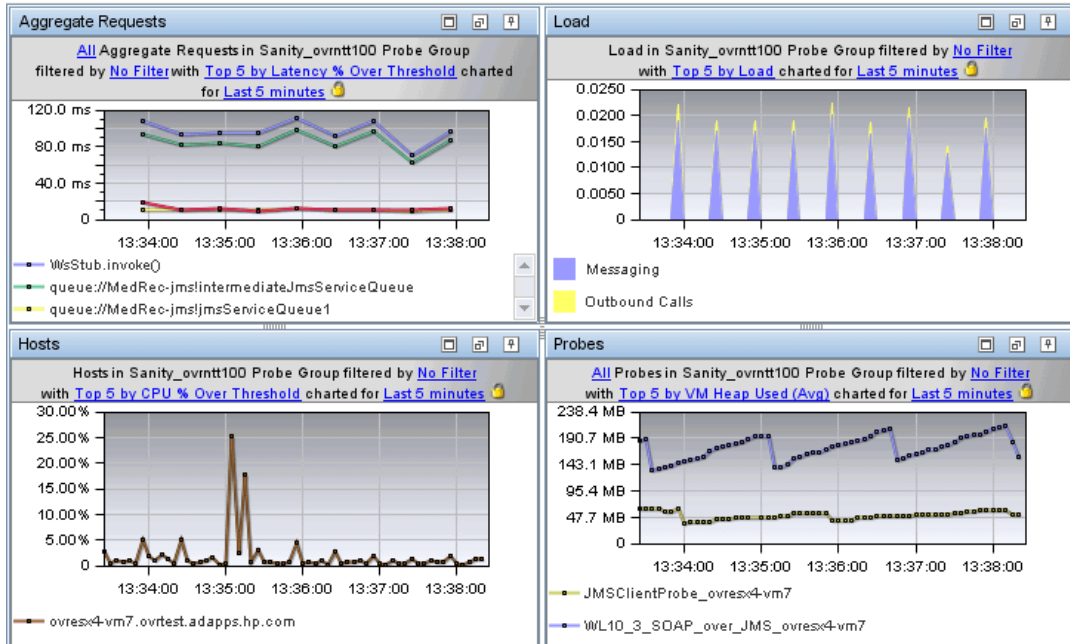 Aggregate Requests
All Aggregate Requests in Sanity_ovrntt100 Probe Group
filtered by No Filter with Top 5 by Latency % Over Threshold charted
for Last 5 minutes
120.0 ms
80.0 ms
40.0 ms
0
13:34:00 13:35:00 13:36:00 13:37:00 13:38:00
WsStub.invoke()
queue://MedRec-jms!intermediateJmsServiceQueue
queue://MedRec-jms!jmsServiceQueue1
Load
Load in Sanity_ovrntt100 Probe Group filtered by No Filter
with Top 5 by Load charted for Last 5 minutes
0.0250
0.0200
0.0150
0.0100
0.0050
0
13:34:00 13:35:00 13:36:00 13:37:00 13:38:00
Messaging
Outbound Calls
Hosts
Hosts in Sanity_ovrntt100 Probe Group filtered by No Filter
with Top 5 by CPU % Over Threshold charted for Last 5 minutes
30.00 %
25.00 %
20.00 %
15.00 %
10.00 %
5.00 %
0
13:34:00 13:35:00 13:36:00 13:37:00 13:38:00
ovresx4-vm7.ovrtest.adapps.hp.com
Probes
All Probes in Sanity_ovrntt100 Probe Group filtered by No Filter
with Top 5 by VM Heap Used (Avg) charted for Last 5 minutes
238.4 MB
190.7 MB
143.1 MB
95.4 MB
47.7 MB
0
13:34:00 13:35:00 13:36:00 13:37:00 13:38:00
JMSClientProbe_ovresx4-vm7
WL10_3_SOAP_over_JMS_ovresx4-vm7